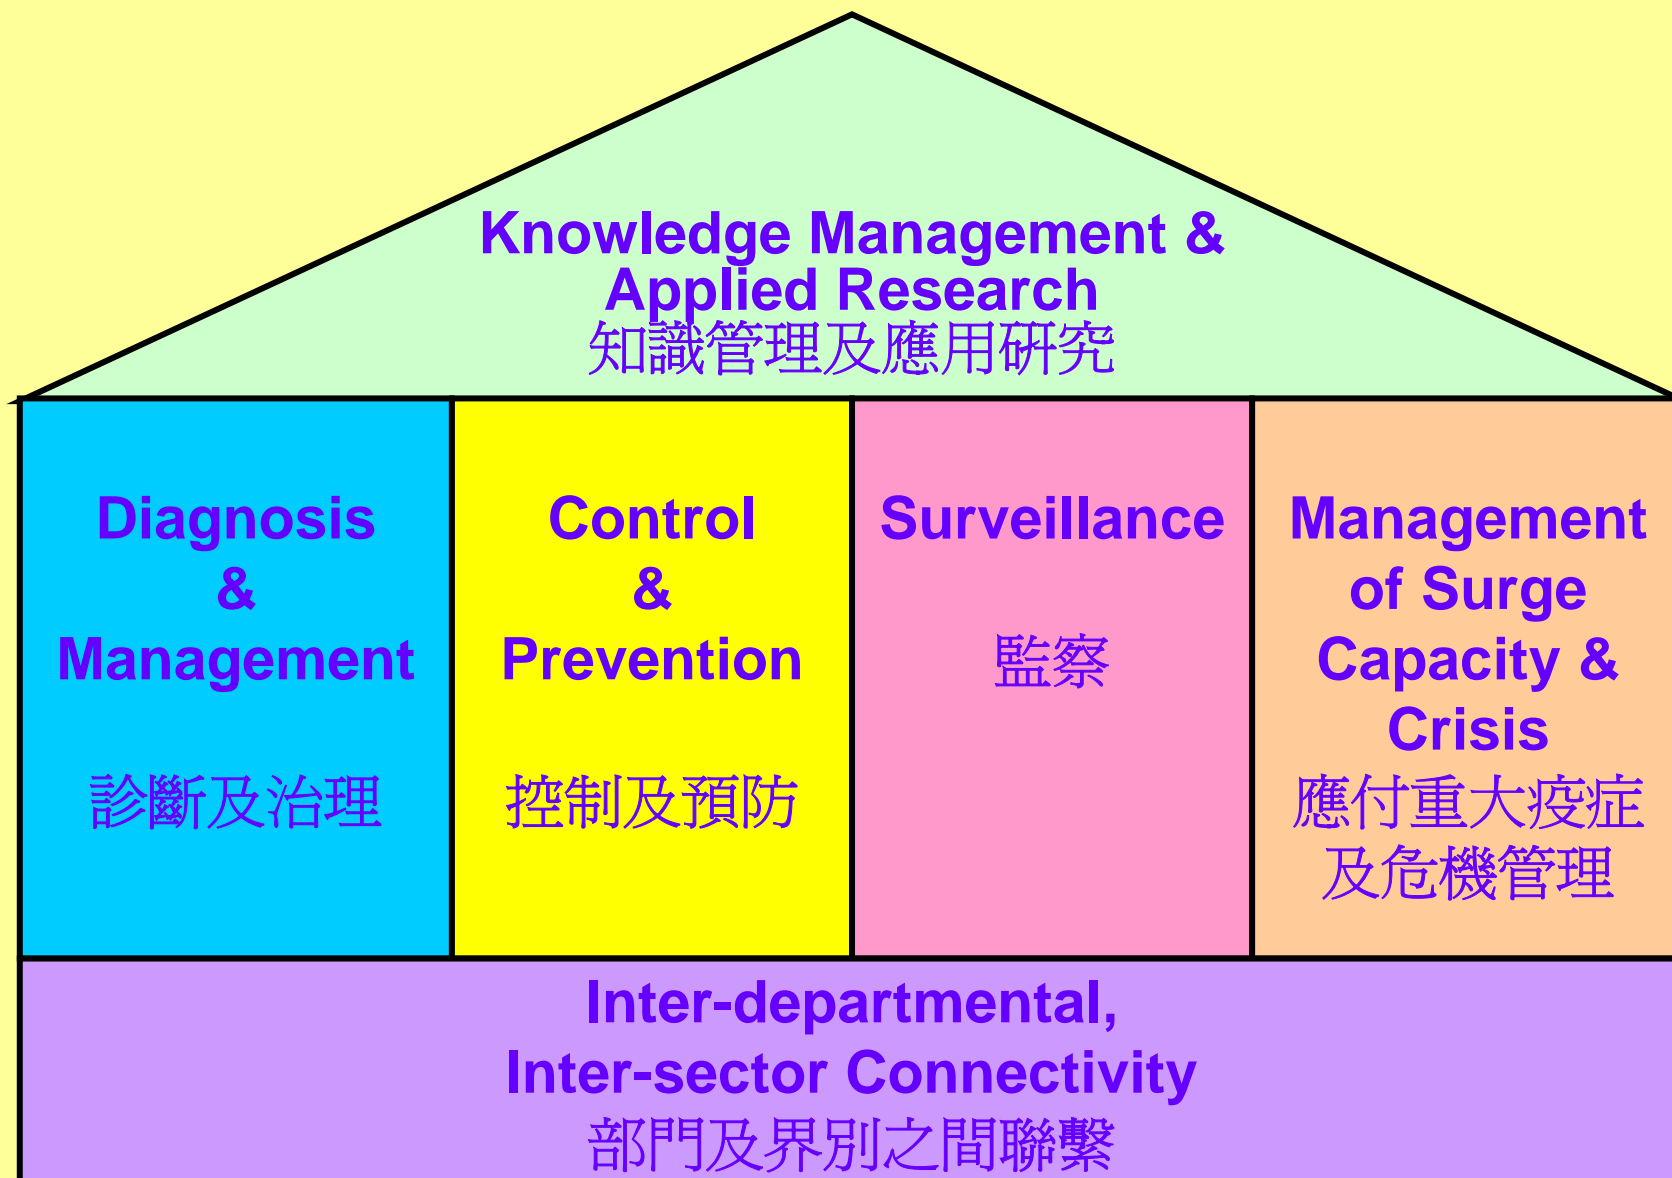 Knowledge Management &
Applied Research
知識管理及應用研究
Diagnosis
&
Management
診斷及治理
Control
&
Prevention
控制及預防
Surveillance
監察
Management
of Surge
Capacity &
Crisis
應付重大疫症
及危機管理
Inter-departmental,
Inter-sector Connectivity
部門及界別之間聯繫